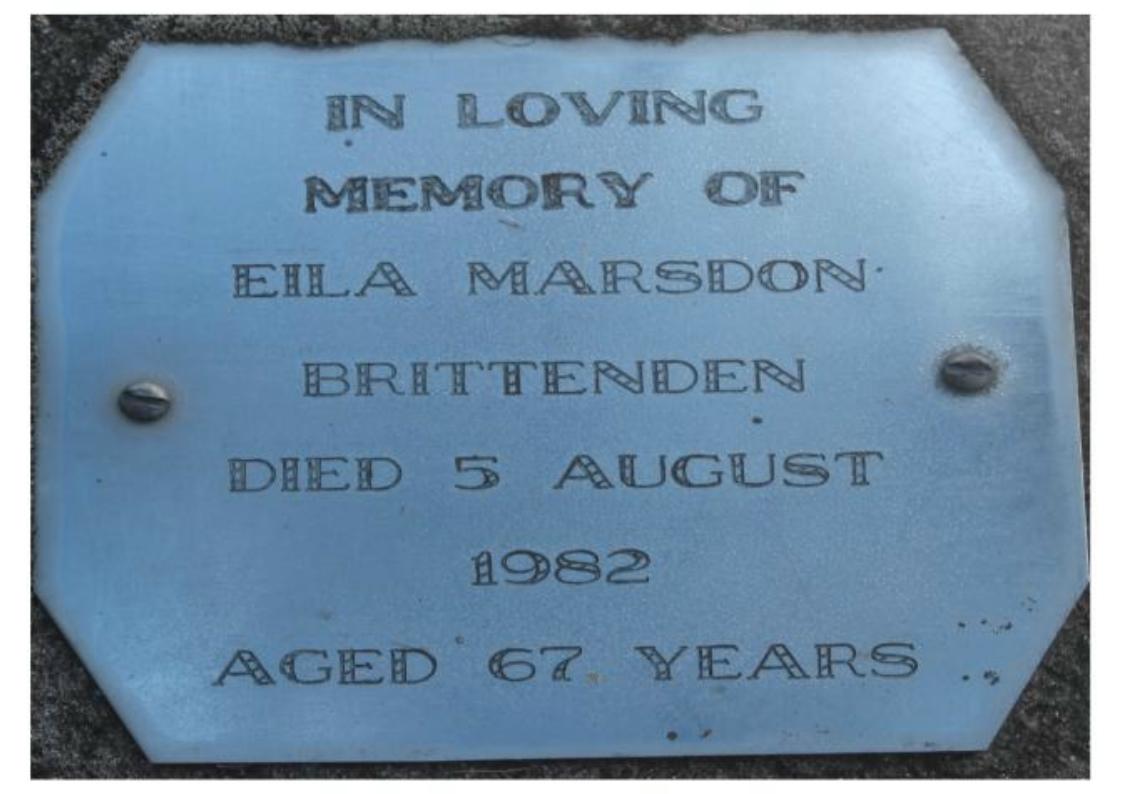 IN LOVING
MEMORY OF
EILA MARSDON
BRITTENDEN
DIED 5 AUGUST
1982
AGED 67 YEARS